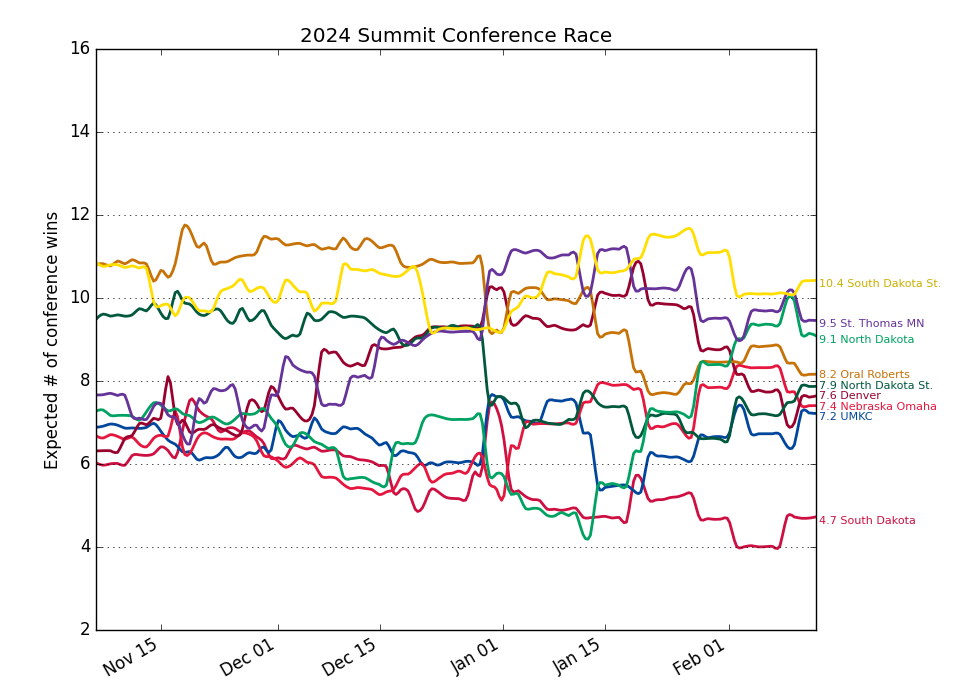 2024 Summit Conference Race
Expected # of conference wins
16
14
12
10
8
6
4
2
Nov 15
Dec 01
Dec 15
Jan 01
Jan 15
Feb 01
10.4 South Dakota St.
9.5 St. Thomas MN
9.1 North Dakota
8.2 Oral Roberts
7.9 North Dakota St.
7.6 Denver
7.4 Nebraska Omaha
7.2 UMKC
4.7 South Dakota